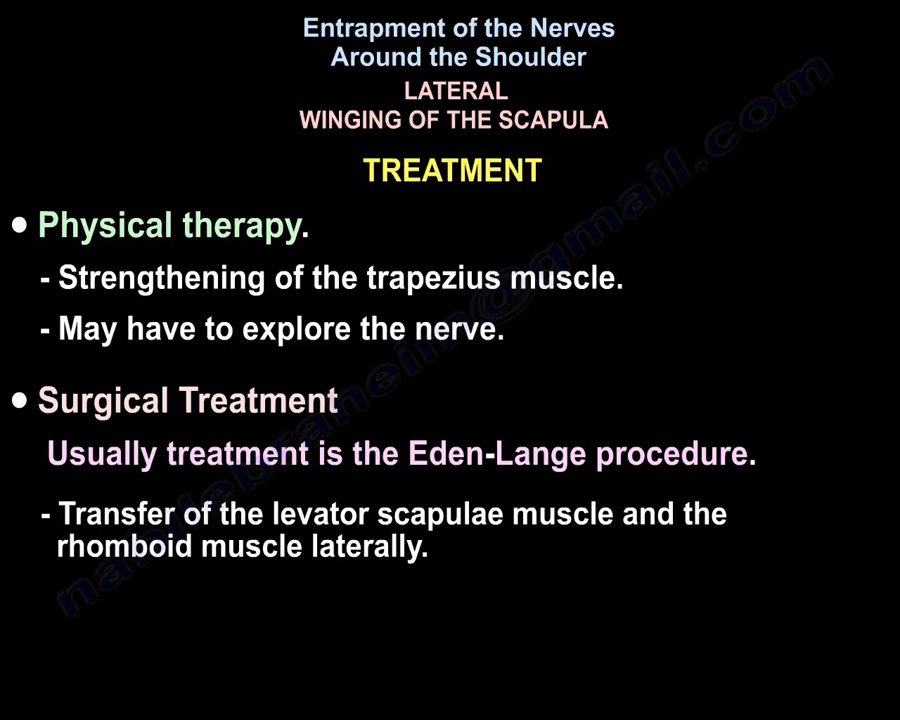 Entrapment of the Nerves
Around the Shoulder
LATERAL
WINGING OF THE SCAPULA
TREATMENT
• Physical therapy.
- Strengthening of the trapezius muscle.
- May have to explore the nerve.
• Surgical Treatment
Usually treatment is the Eden-Lange procedure.
- Transfer of the levator scapulae muscle and the
rhomboid muscle laterally.